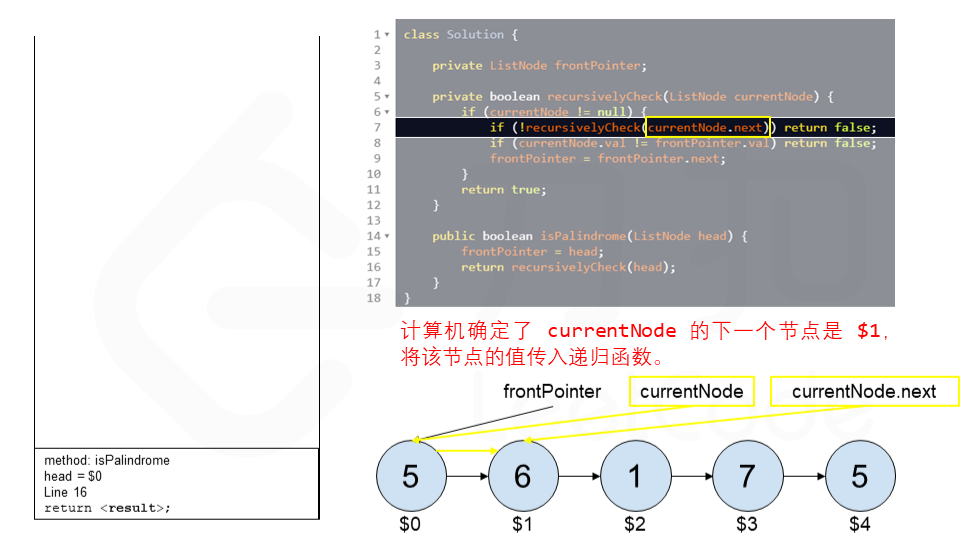 1 class Solution {
2
3     private ListNode frontPointer;
4
5     private boolean recursivelyCheck(ListNode currentNode) {
6         if (currentNode != null) {
7             if (!recursivelyCheck(currentNode.next)) return false;
8             if (currentNode.val != frontPointer.val) return false;
9             frontPointer = frontPointer.next;
10         }
11         return true;
12     }
13
14     public boolean isPalindrome(ListNode head) {
15         frontPointer = head;
16         return recursivelyCheck(head);
17     }
18 }
计算机确定了 currentNode 的下一个节点是 $1,
将该节点的值传入递归函数。
frontPointer currentNode currentNode.next
method: isPalindrome
head = $0
Line 16
return <result>;
5 6 1 7 5
$0 $1 $2 $3 $4